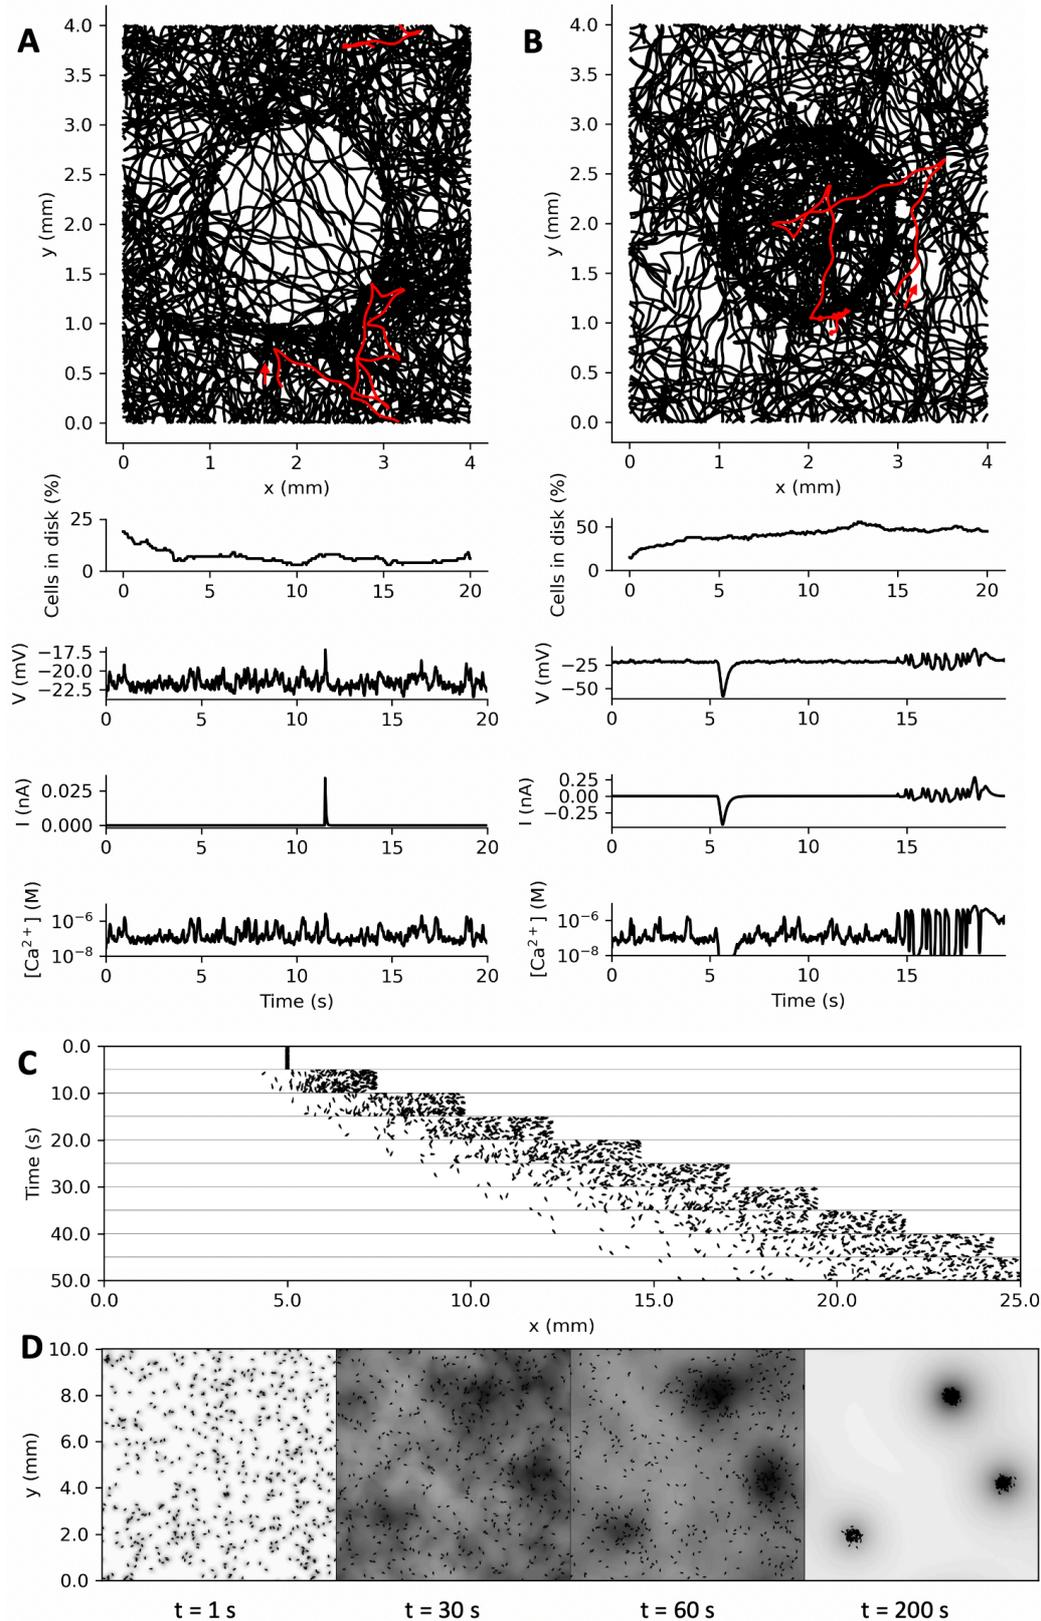 A
B
4.0
3.5
3.0
2.5
2.0
1.5
1.0
0.5
0.0
y (mm)
0 1 2 3 4
x (mm)
4.0
3.5
3.0
2.5
2.0
1.5
1.0
0.5
0.0
y (mm)
0 1 2 3 4
x (mm)
Cells in disk (%)
25
0
0 5 10 15 20
Cells in disk (%)
50
0
0 5 10 15 20
V (mV)
−17.5
−20.0
−22.5
0 5 10 15 20
V (mV)
−25
−50
0 5 10 15
I (nA)
0.025
0.000
0 5 10 15 20
I (nA)
0.25
0.00
−0.25
0 5 10 15
[Ca2+] (M)
10−6
10−8
0 5 10 15 20
Time (s)
[Ca2+] (M)
10−6
10−8
0 5 10 15
Time (s)
C
0.0
10.0
20.0
30.0
40.0
50.0
Time (s)
0.0 5.0 10.0 15.0 20.0 25.0
x (mm)
D
10.0
8.0
6.0
4.0
2.0
0.0
y (mm)
t = 1 s t = 30 s t = 60 s t = 200 s